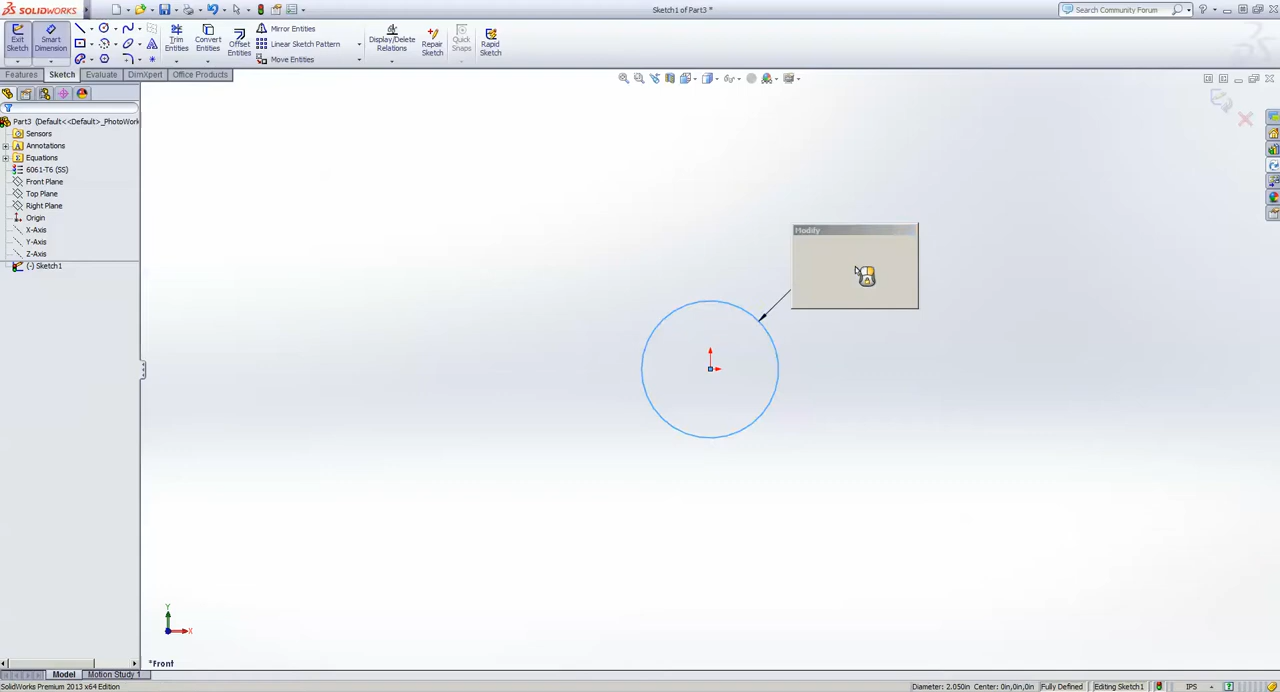 SOLIDWORKS
Sketch1 of Part3 *
Search Community Forum
Exit Sketch
Smart Dimension
Trim Entities
Convert Entities
Offset Entities
Mirror Entities
Linear Sketch Pattern
Move Entities
Display/Delete Relations
Repair Sketch
Quick Snaps
Rapid Sketch
Features
Sketch
Evaluate
DimXpert
Office Products
Part3 (Default<<Default>_PhotoWork
Sensors
Annotations
Equations
6061-T6 (SS)
Front Plane
Top Plane
Right Plane
Origin
X-Axis
Y-Axis
Z-Axis
(-) Sketch1
Modify
A
Y
X
*Front
Model
Motion Study 1
SolidWorks Premium 2013 x64 Edition
Diameter: 2.050in Center: 0in,0in,0in
Fully Defined
Editing Sketch1
IPS